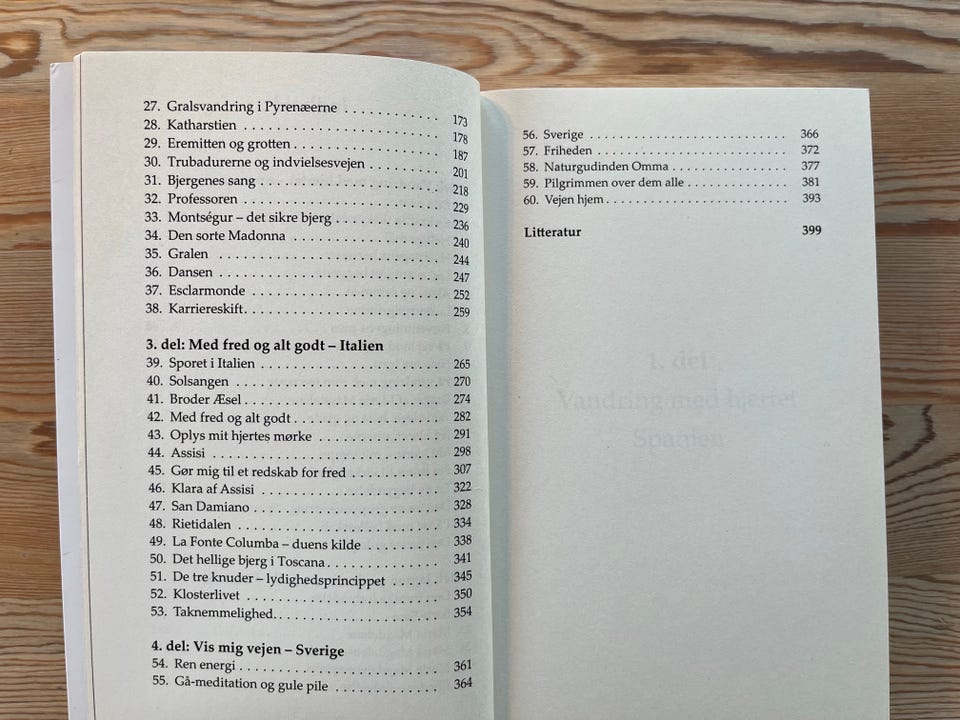 27. Gralsvandring i Pyrenæerne . . . . . . . . . . . . 173
28. Katharstien . . . . . . . . . . . . . . . . . . . . . . . . . 178
29. Eremitten og grotten . . . . . . . . . . . . . . . . . . 187
30. Trubadurerne og indvielsesvejen . . . . . . . . . 201
31. Bjergenes sang . . . . . . . . . . . . . . . . . . . . . . . 218
32. Professoren . . . . . . . . . . . . . . . . . . . . . . . . . 229
33. Montségur – det sikre bjerg . . . . . . . . . . . . . 236
34. Den sorte Madonna . . . . . . . . . . . . . . . . . . . 240
35. Gralen . . . . . . . . . . . . . . . . . . . . . . . . . . . . . 244
36. Dansen . . . . . . . . . . . . . . . . . . . . . . . . . . . . 247
37. Esclarmonde . . . . . . . . . . . . . . . . . . . . . . . . 252
38. Karriereskift. . . . . . . . . . . . . . . . . . . . . . . . . 259
3. del: Med fred og alt godt – Italien
39. Sporet i Italien . . . . . . . . . . . . . . . . . . . . . . . 265
40. Solsangen . . . . . . . . . . . . . . . . . . . . . . . . . . 270
41. Broder Æsel . . . . . . . . . . . . . . . . . . . . . . . . . 274
42. Med fred og alt godt . . . . . . . . . . . . . . . . . . 282
43. Oplys mit hjertes mørke . . . . . . . . . . . . . . . 291
44. Assisi . . . . . . . . . . . . . . . . . . . . . . . . . . . . . 298
45. Gør mig til et redskab for fred . . . . . . . . . . . 307
46. Klara af Assisi . . . . . . . . . . . . . . . . . . . . . . . 322
47. San Damiano . . . . . . . . . . . . . . . . . . . . . . . . 328
48. Rietidalen . . . . . . . . . . . . . . . . . . . . . . . . . . 334
49. La Fonte Columba – duens kilde . . . . . . . . . 338
50. Det hellige bjerg i Toscana . . . . . . . . . . . . . . 341
51. De tre knuder – lydighedsprincippet . . . . . . 345
52. Klosterlivet . . . . . . . . . . . . . . . . . . . . . . . . . 350
53. Taknemmelighed. . . . . . . . . . . . . . . . . . . . . 354
4. del: Vis mig vejen – Sverige
54. Ren energi . . . . . . . . . . . . . . . . . . . . . . . . . . 361
55. Gå-meditation og gule pile . . . . . . . . . . . . . 364
56. Sverige . . . . . . . . . . . . . . . . . . . . . . . . . . . . 366
57. Friheden . . . . . . . . . . . . . . . . . . . . . . . . . . . 372
58. Naturgudinden Omma . . . . . . . . . . . . . . . . 377
59. Pilgrimmen over dem alle . . . . . . . . . . . . . . 381
60. Vejen hjem . . . . . . . . . . . . . . . . . . . . . . . . . 393
Litteratur 399
1. del:
Vandring med hjertet
Spanien